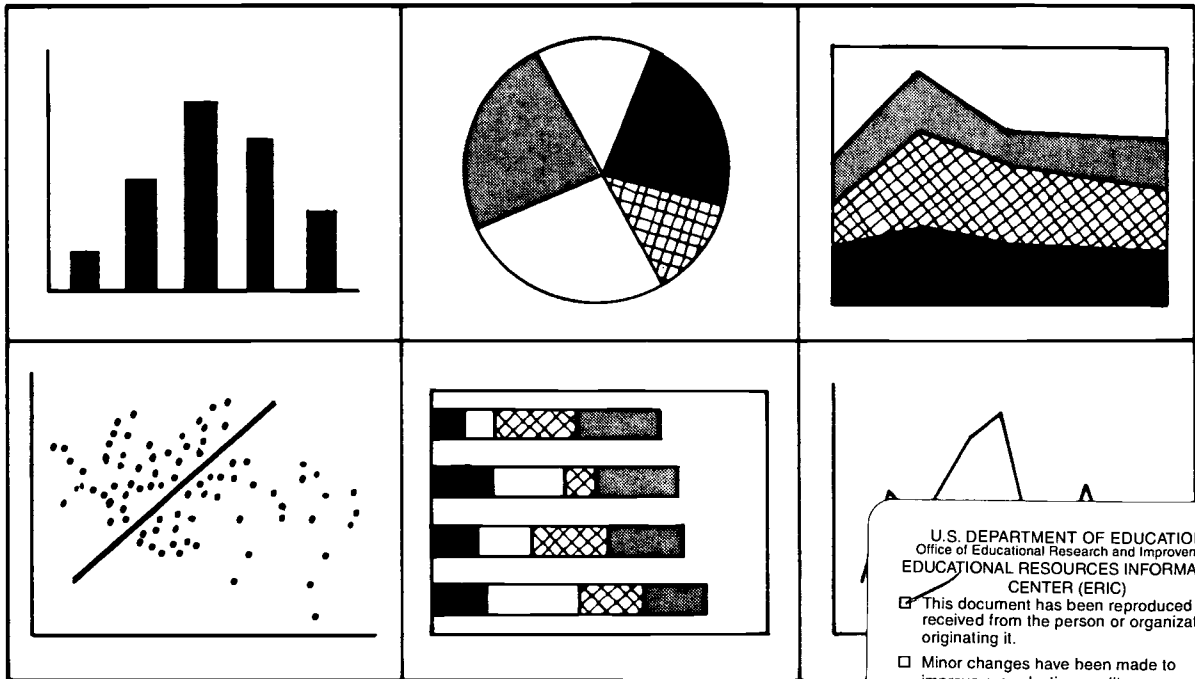 U.S. DEPARTMENT OF EDUCATIO
Office of Educational Research and Improvem
EDUCATIONAL RESOURCES INFORMA
CENTER (ERIC)
☐ This document has been reproduced
received from the person or organizat
originating it.
☐ Minor changes have been made to